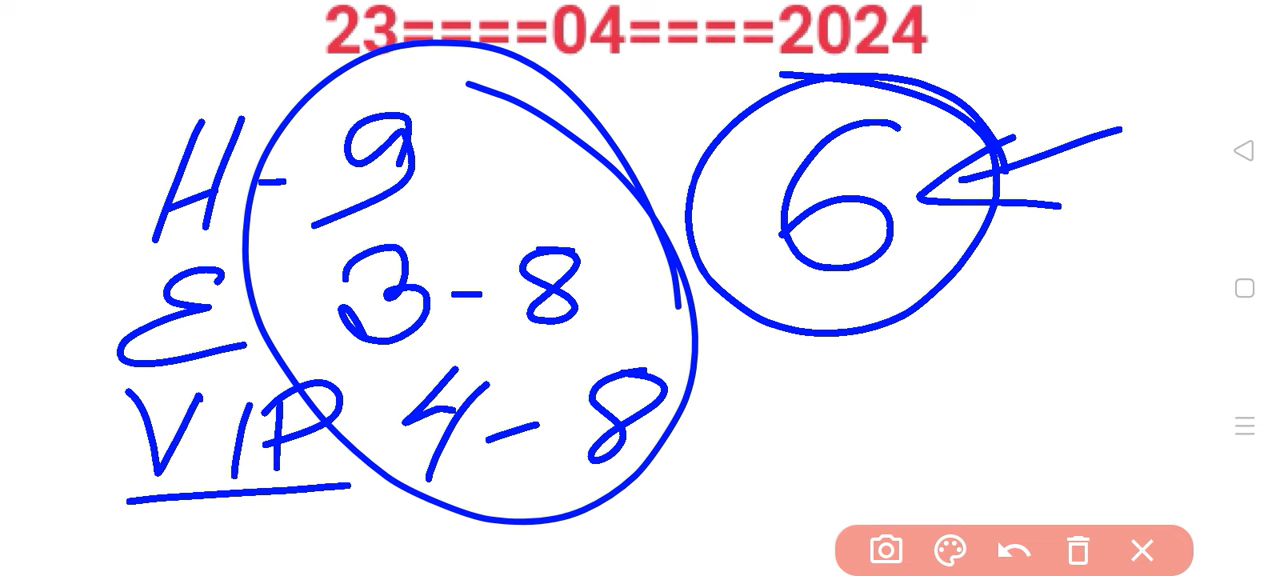 23====04====2024
H - 9
6
E 3 - 8
VIP 4 - 8